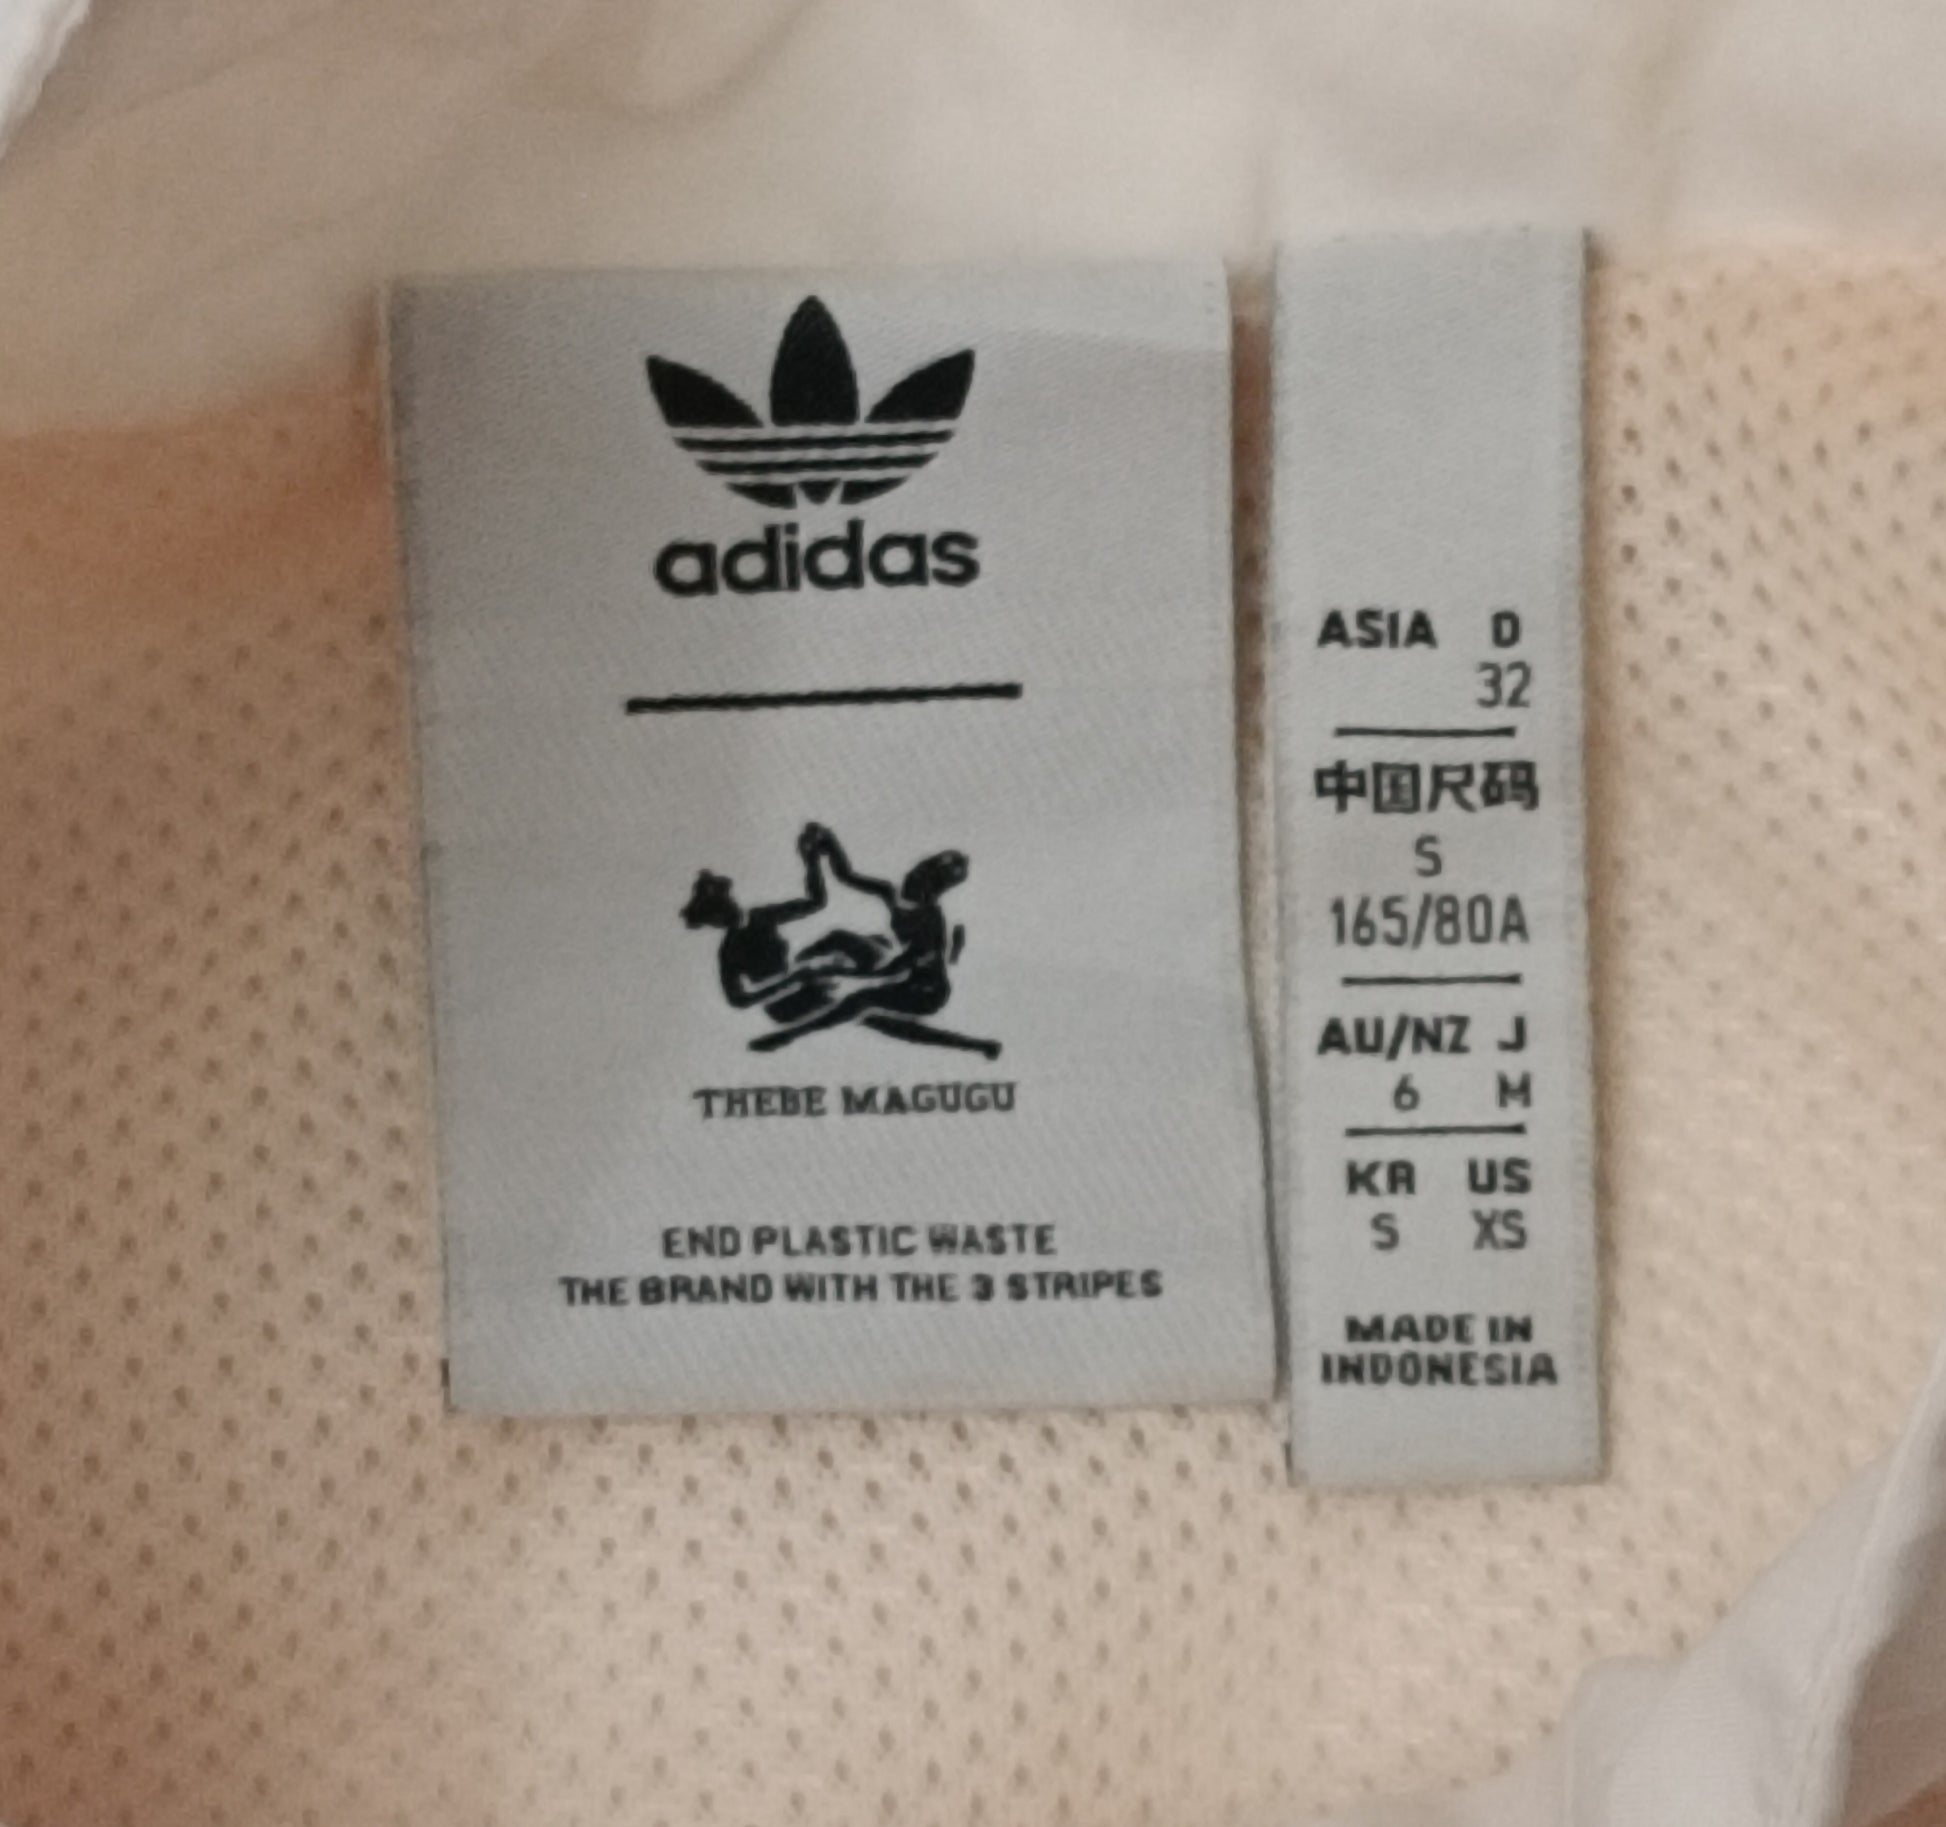 adidas
THEBE MAGUGU
END PLASTIC WASTE
THE BRAND WITH THE 3 STRIPES
ASIA D
32
中国尺码
S
165/80A
AU/NZ J
6 M
KR US
S XS
MADE IN
INDONESIA